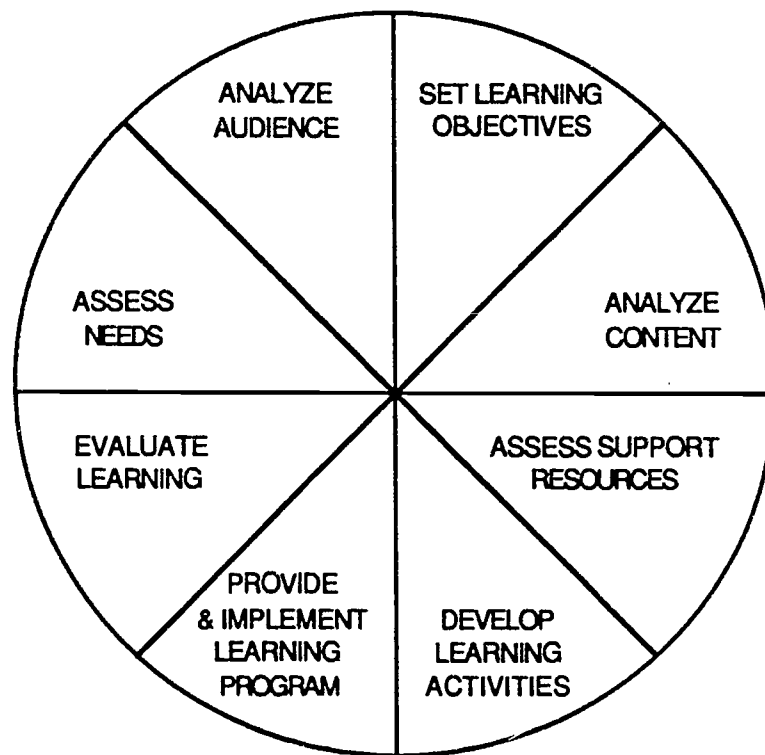 ANALYZE
AUDIENCE
SET LEARNING
OBJECTIVES
ASSESS
NEEDS
ANALYZE
CONTENT
EVALUATE
LEARNING
ASSESS SUPPORT
RESOURCES
PROVIDE
& IMPLEMENT
LEARNING
PROGRAM
DEVELOP
LEARNING
ACTIVITIES